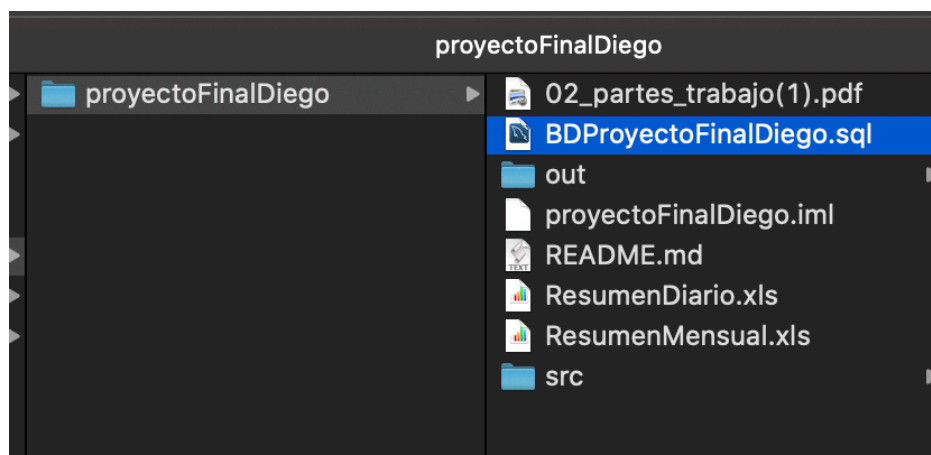 proyectoFinalDiego
proyectoFinalDiego
02_partes_trabajo(1).pdf
BDProyectoFinalDiego.sql
out
proyectoFinalDiego.iml
README.md
ResumenDiario.xls
ResumenMensual.xls
src